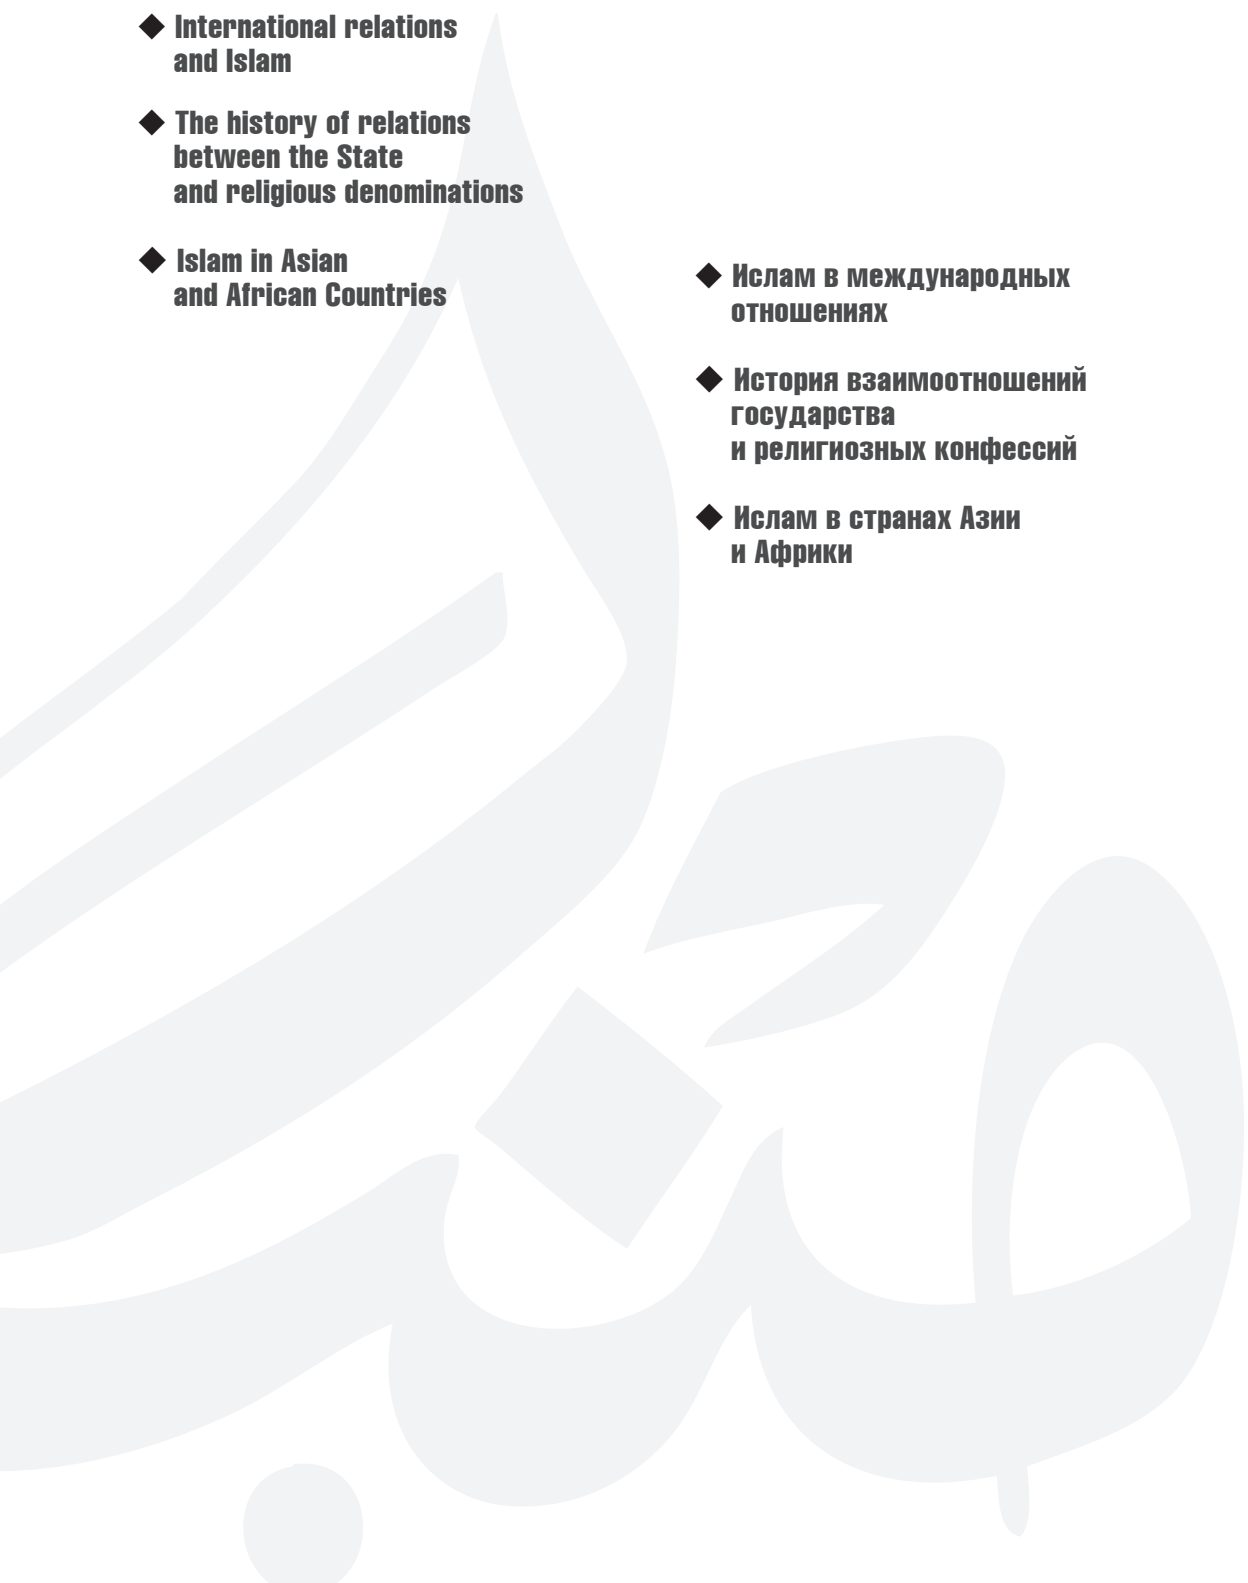 ◆ International relations
and Islam
◆ The history of relations
between the State
and religious denominations
◆ Islam in Asian
and African Countries
◆ Ислам в международных
отношениях
◆ История взаимоотношений
государства
и религиозных конфессий
◆ Ислам в странах Азии
и Африки